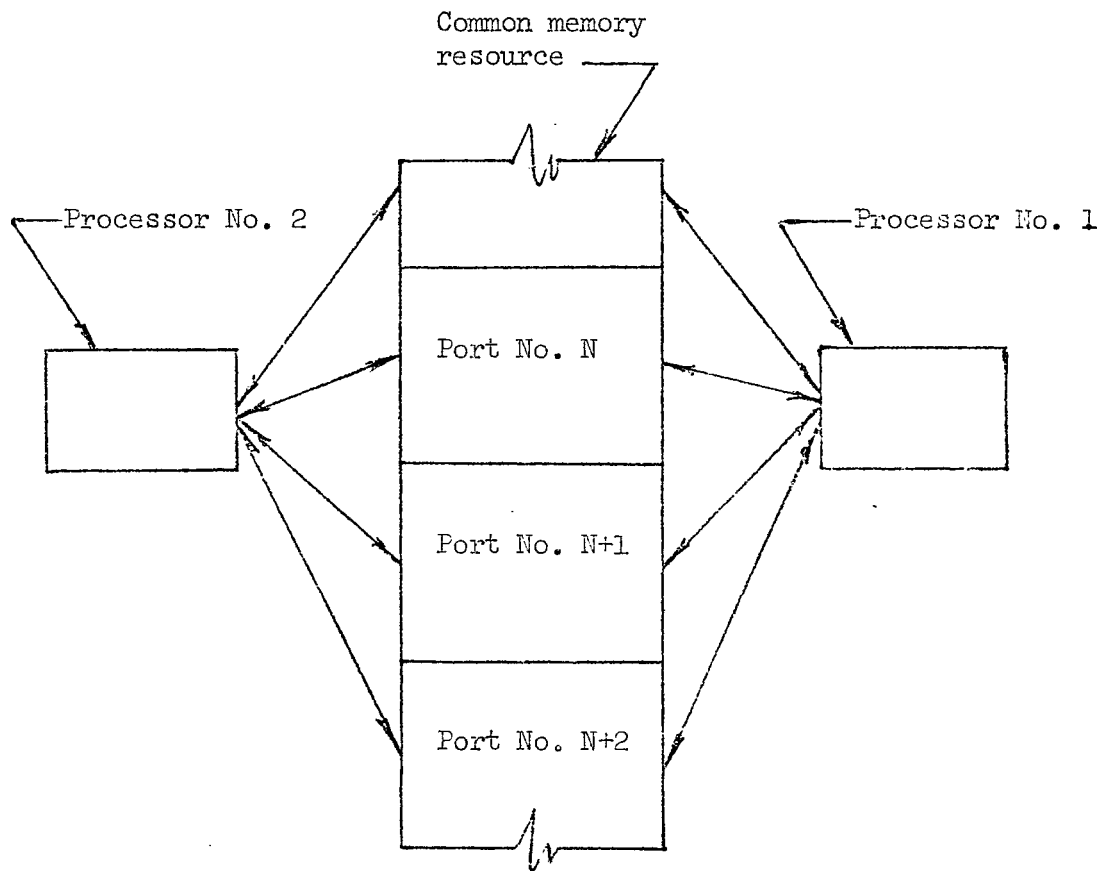 Common memory
resource
Processor No. 2
Processor No. 1
Port No. N
Port No. N+1
Port No. N+2